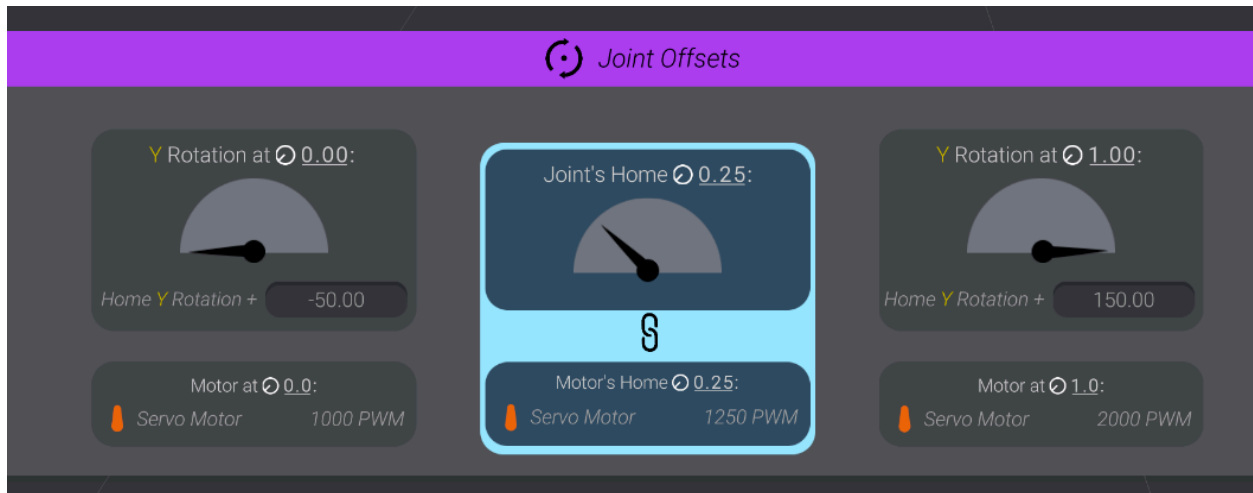 Joint Offsets
Y Rotation at 0.00:
Home Y Rotation + -50.00
Motor at 0.0:
Servo Motor 1000 PWM
Joint's Home 0.25:
Motor's Home 0.25:
Servo Motor 1250 PWM
Y Rotation at 1.00:
Home Y Rotation + 150.00
Motor at 1.0:
Servo Motor 2000 PWM